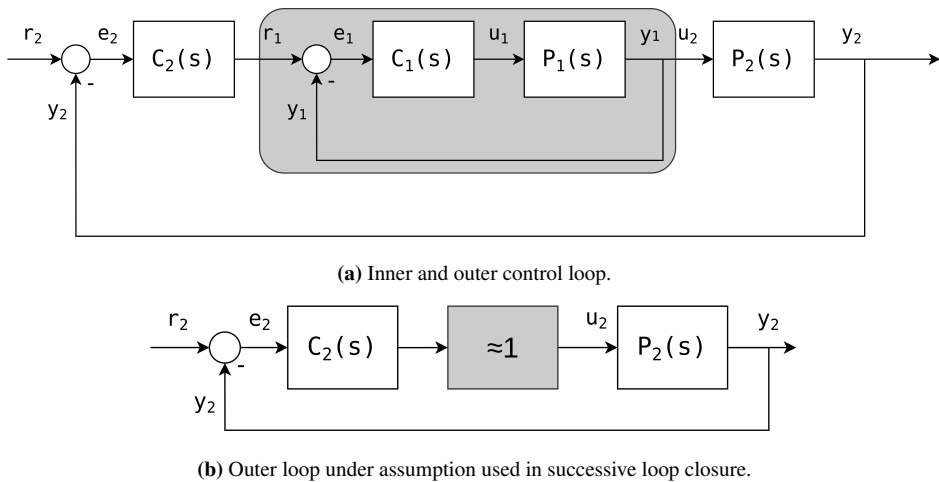 r₂ e₂ C₂(s) r₁ e₁ C₁(s) u₁ P₁(s) y₁ u₂ P₂(s) y₂
-
-
y₂ y₁
(a) Inner and outer control loop.
r₂ e₂ C₂(s) ≈1 u₂ P₂(s) y₂
-
y₂
(b) Outer loop under assumption used in successive loop closure.